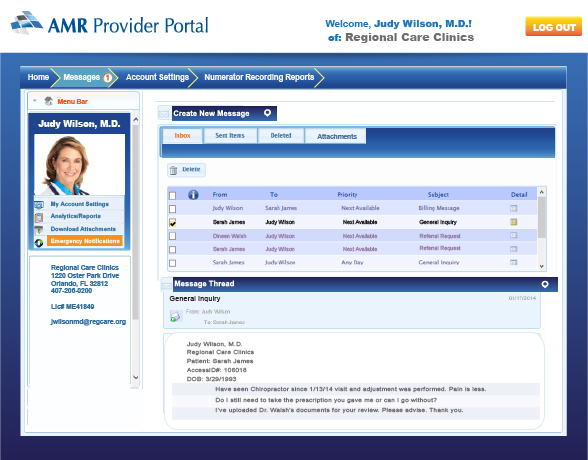 AMR Provider Portal
Welcome, Judy Wilson, M.D.!
of: Regional Care Clinics
LOG OUT
Home Messages 1 Account Settings Numerator Recording Reports
Menu Bar
Judy Wilson, M.D.
My Account Settings
Analytics/Reports
Download Attachments
Emergency Notifications
Regional Care Clinics
1220 Oster Park Drive
Orlando, FL 32812
407-206-0200
Lic# ME41849
jwilsonmd@regcare.org
Create New Message
Inbox Sent Items Deleted Attachments
Delete
From To Priority Subject Detail
Judy Wilson Sarah James Next Available Billing Message
Sarah James Judy Wilson Next Available General Inquiry
Dineen Walsh Judy Wilson Next Available Referral Request
Sarah James Judy Wilson Next Available Referral Request
Sarah James Judy Wilson Any Day General Inquiry
Message Thread
General Inquiry 01/17/2014
From: Judy Wilson
To: Sarah James
Judy Wilson, M.D.
Regional Care Clinics
Patient: Sarah James
AccessID#: 106016
DOB: 3/29/1993
Have seen Chiropractor since 1/13/14 visit and adjustment was performed. Pain is less.
Do I still need to take the prescription you gave me or can I go without?
I've uploaded Dr. Walsh's documents for your review. Please advise. Thank you.